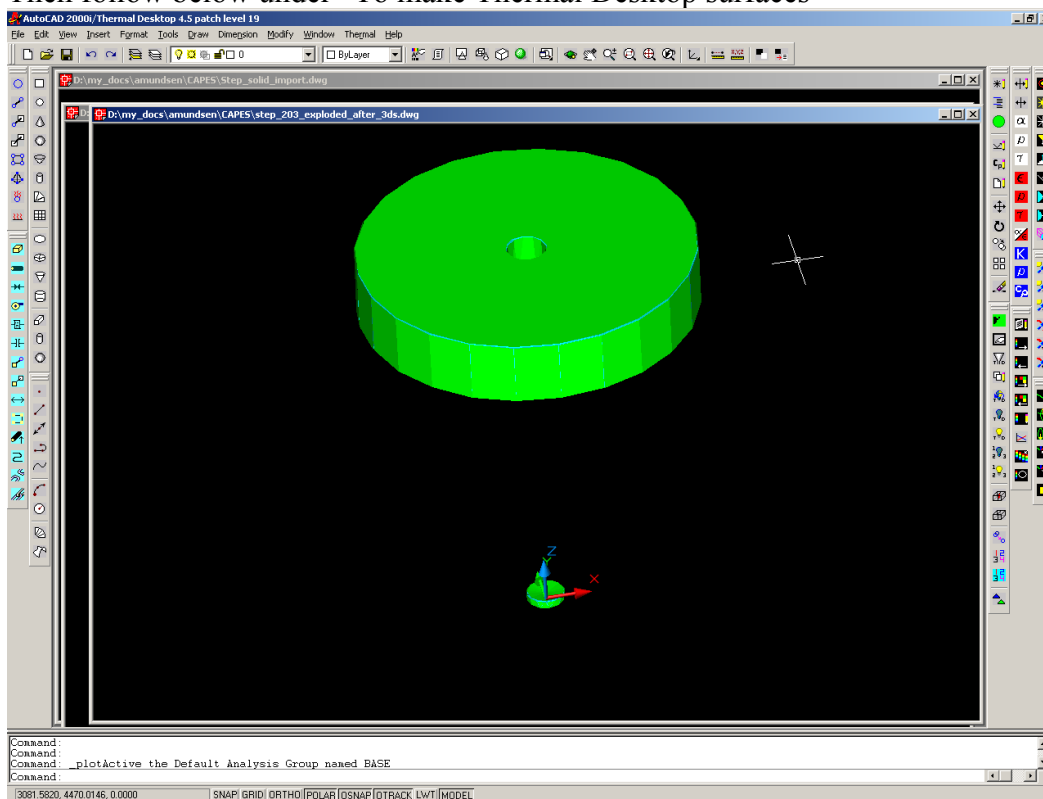 Then follow below under "To make Thermal Desktop surfaces"
AutoCAD 2000i/Thermal Desktop 4.5 patch level 19
File Edit View Insert Format Tools Draw Dimension Modify Window Thermal Help
0 ByLayer
D:\my_docs\amundsen\CAPES\Step_solid_import.dwg
D: D:\my_docs\amundsen\CAPES\step_203_exploded_after_3ds.dwg
Z
Y
X
Command:
Command:
Command: _plotActive the Default Analysis Group named BASE
Command:
3081.5820, 4470.0146, 0.0000 SNAP GRID ORTHO POLAR OSNAP OTRACK LWT MODEL